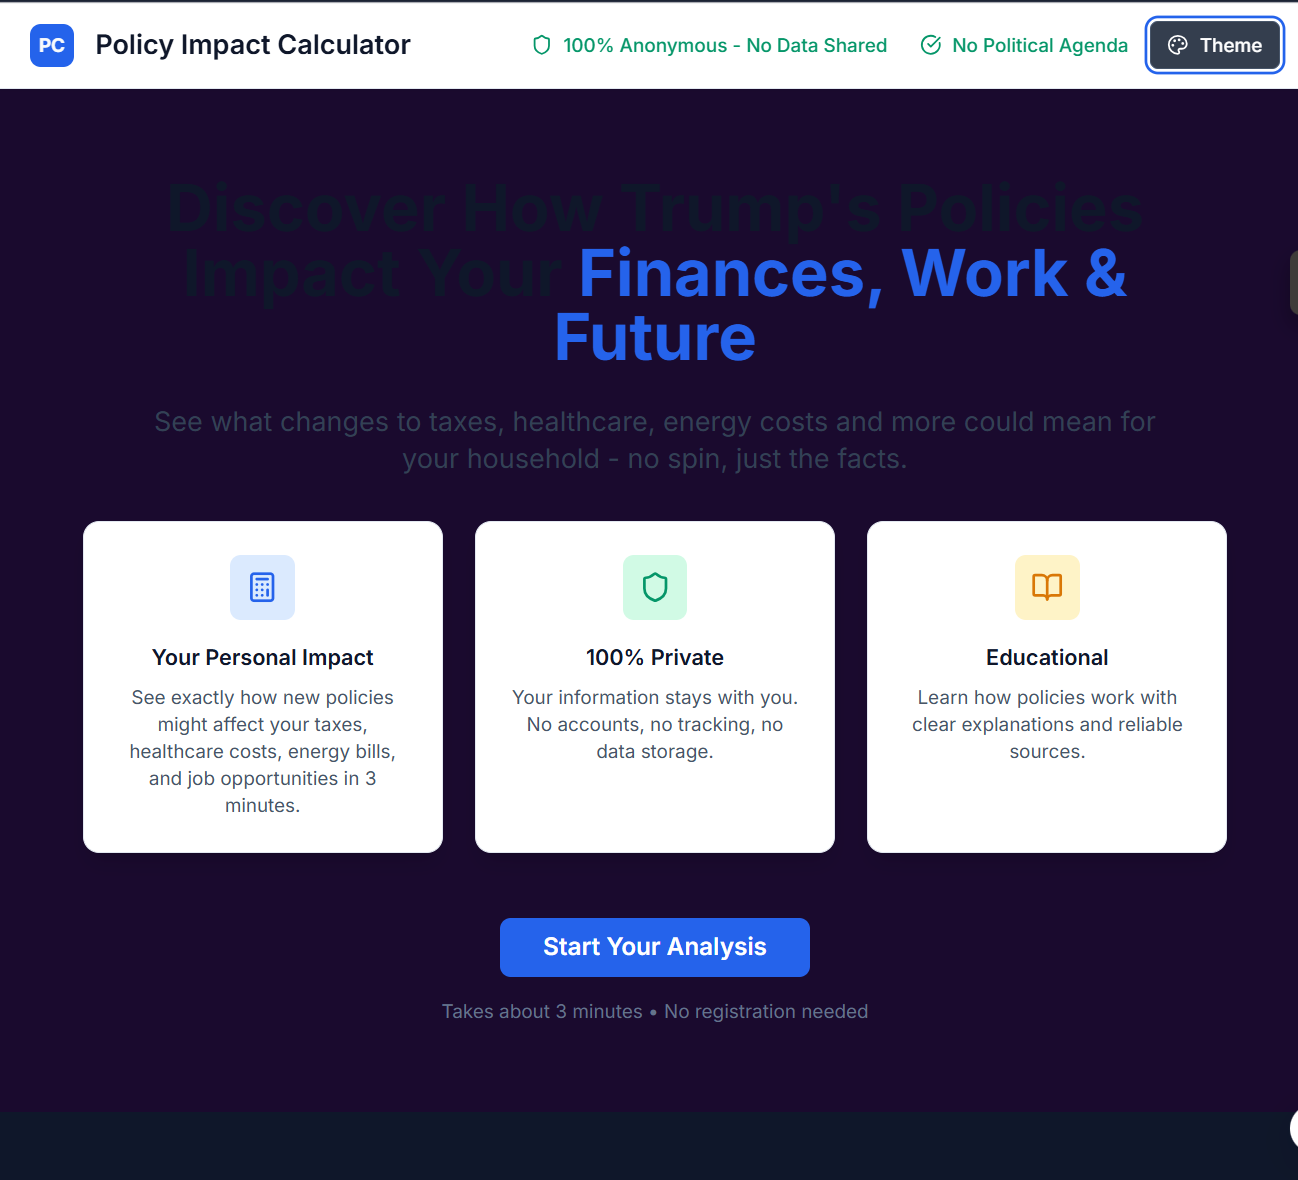 PC
Policy Impact Calculator
100% Anonymous - No Data Shared
No Political Agenda
Theme
Discover How Trump's Policies
Impact Your Finances, Work &
Future
See what changes to taxes, healthcare, energy costs and more could mean for
your household - no spin, just the facts.
Your Personal Impact
See exactly how new policies
might affect your taxes,
healthcare costs, energy bills,
and job opportunities in 3
minutes.
100% Private
Your information stays with you.
No accounts, no tracking, no
data storage.
Educational
Learn how policies work with
clear explanations and reliable
sources.
Start Your Analysis
Takes about 3 minutes • No registration needed